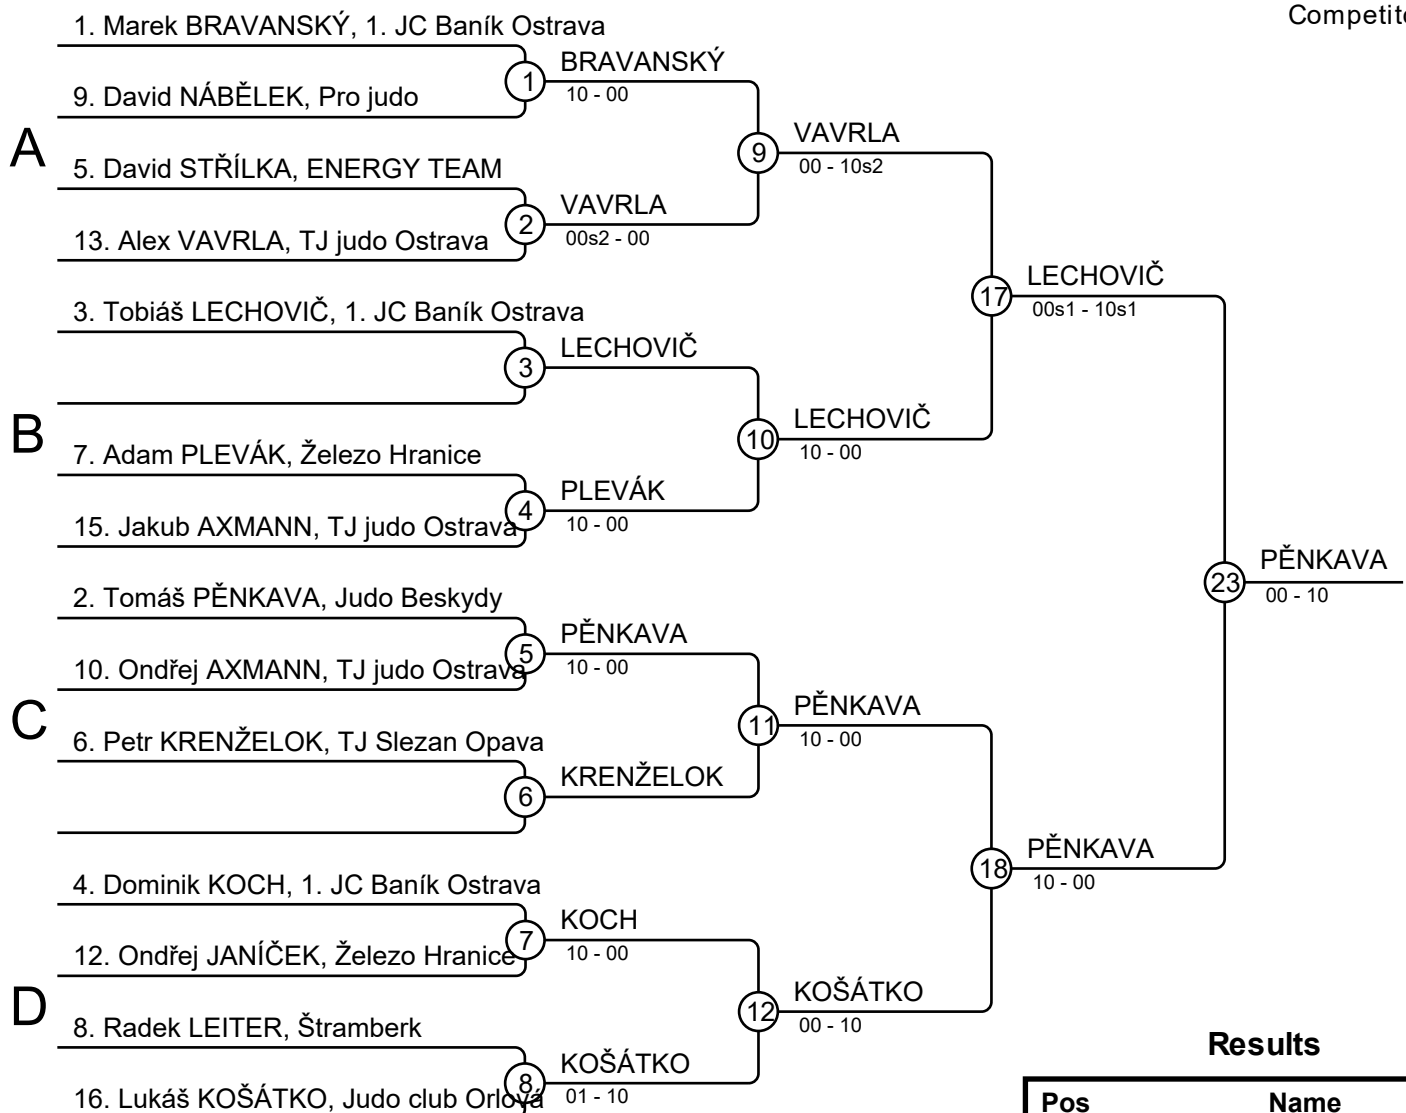 Competito
1. Marek BRAVANSKÝ, 1. JC Baník Ostrava
1
BRAVANSKÝ
10 - 00
9. David NÁBĚLEK, Pro judo
A
9
VAVRLA
00 - 10s2
5. David STŘÍLKA, ENERGY TEAM
2
VAVRLA
00s2 - 00
13. Alex VAVRLA, TJ judo Ostrava
17
LECHOVIČ
00s1 - 10s1
3. Tobiáš LECHOVIČ, 1. JC Baník Ostrava
3
LECHOVIČ
B
10
LECHOVIČ
10 - 00
7. Adam PLEVÁK, Železo Hranice
4
PLEVÁK
10 - 00
15. Jakub AXMANN, TJ judo Ostrava
23
PĚNKAVA
00 - 10
2. Tomáš PĚNKAVA, Judo Beskydy
5
PĚNKAVA
10 - 00
10. Ondřej AXMANN, TJ judo Ostrava
C
11
PĚNKAVA
10 - 00
6. Petr KRENŽELOK, TJ Slezan Opava
6
KRENŽELOK
18
PĚNKAVA
10 - 00
4. Dominik KOCH, 1. JC Baník Ostrava
7
KOCH
10 - 00
12. Ondřej JANÍČEK, Železo Hranice
D
12
KOŠÁTKO
00 - 10
8. Radek LEITER, Štramberk
8
KOŠÁTKO
01 - 10
16. Lukáš KOŠÁTKO, Judo club Orlová
Results
Pos Name